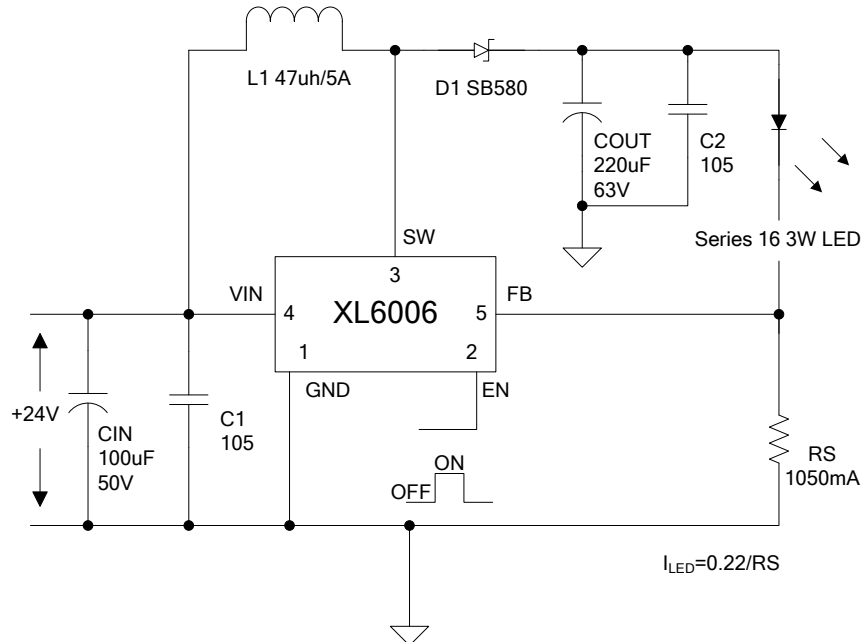 L1 47uh/5A
D1 SB580
COUT
220uF
63V
C2
105
SW
Series 16 3W LED
3
VIN
FB
4
XL6006
5
1
2
GND
EN
+24V
CIN
100uF
50V
C1
105
RS
1050mA
ON
OFF
I_LED=0.22/RS